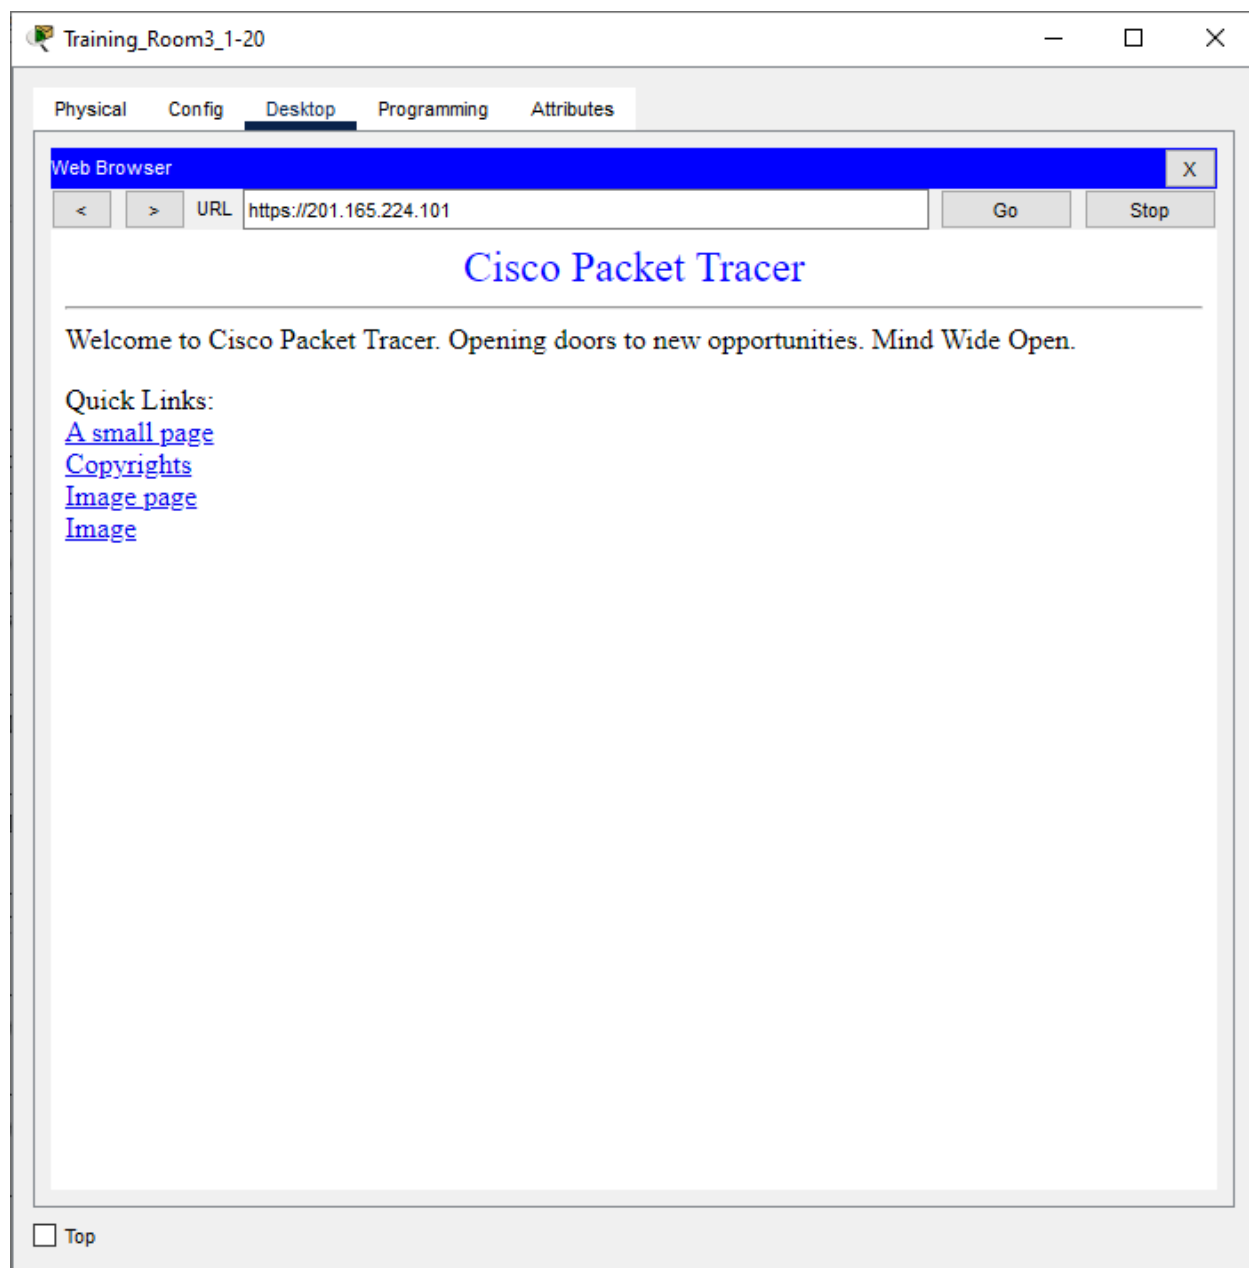 Training_Room3_1-20
Physical Config Desktop Programming Attributes
Web Browser X
< > URL https://201.165.224.101 Go Stop
Cisco Packet Tracer
Welcome to Cisco Packet Tracer. Opening doors to new opportunities. Mind Wide Open.
Quick Links:
A small page
Copyrights
Image page
Image
Top